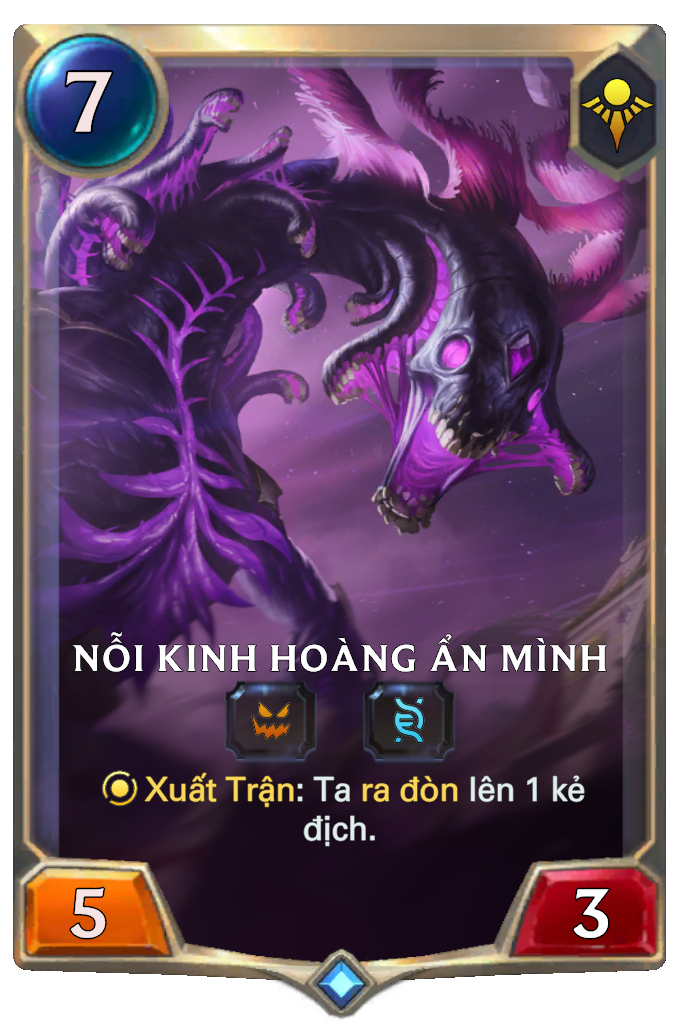 7
NỖI KINH HOÀNG ẨN MÌNH
Xuất Trận: Ta ra đòn lên 1 kẻ
địch.
5
3